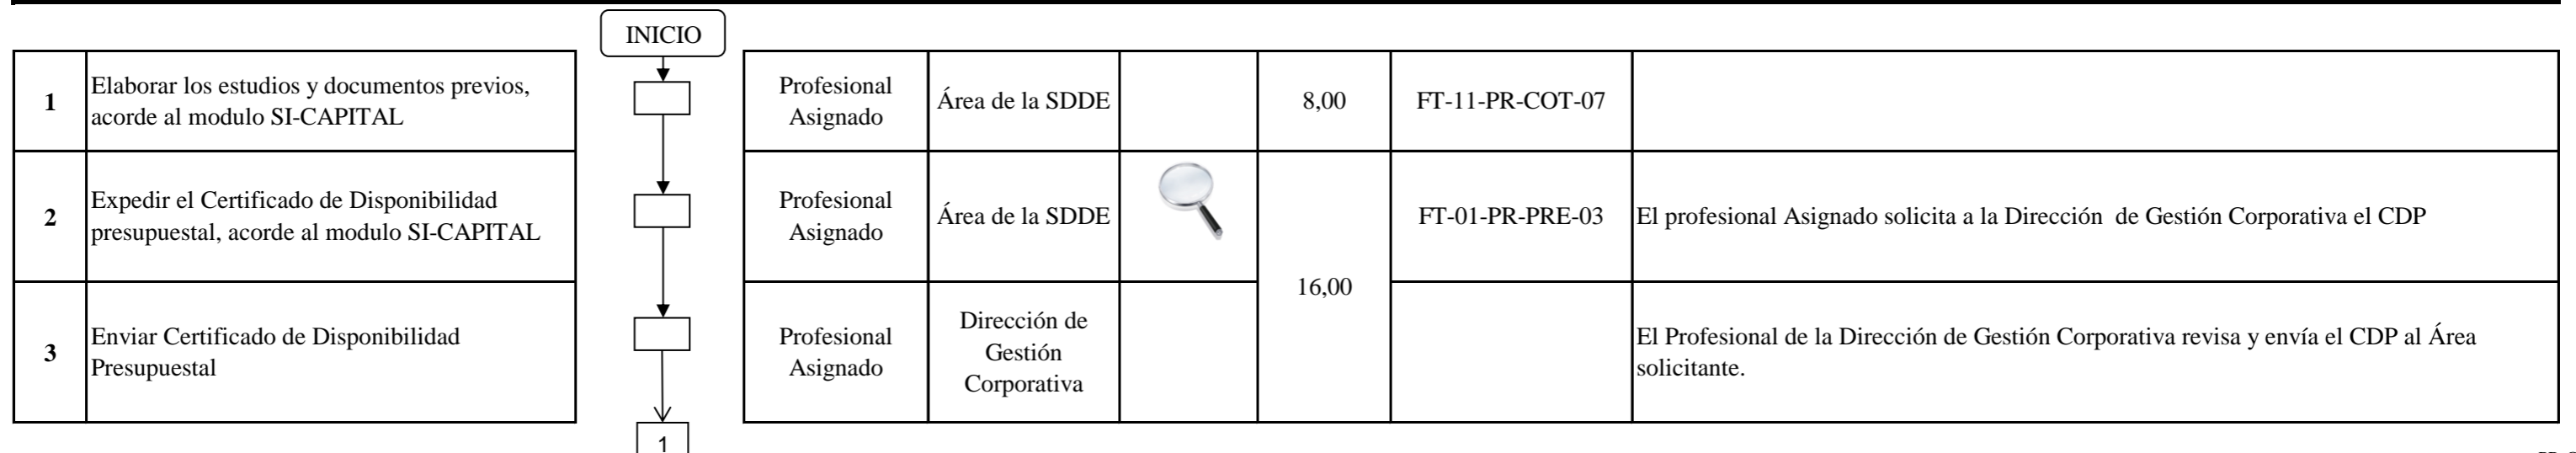 INICIO
1
Elaborar los estudios y documentos previos,
acorde al modulo SI-CAPITAL
Profesional
Asignado
Área de la SDDE
8,00
FT-11-PR-COT-07
2
Expedir el Certificado de Disponibilidad
presupuestal, acorde al modulo SI-CAPITAL
Profesional
Asignado
Área de la SDDE
16,00
FT-01-PR-PRE-03
El profesional Asignado solicita a la Dirección de Gestión Corporativa el CDP
3
Enviar Certificado de Disponibilidad
Presupuestal
Profesional
Asignado
Dirección de
Gestión
Corporativa
El Profesional de la Dirección de Gestión Corporativa revisa y envía el CDP al Área
solicitante.
1